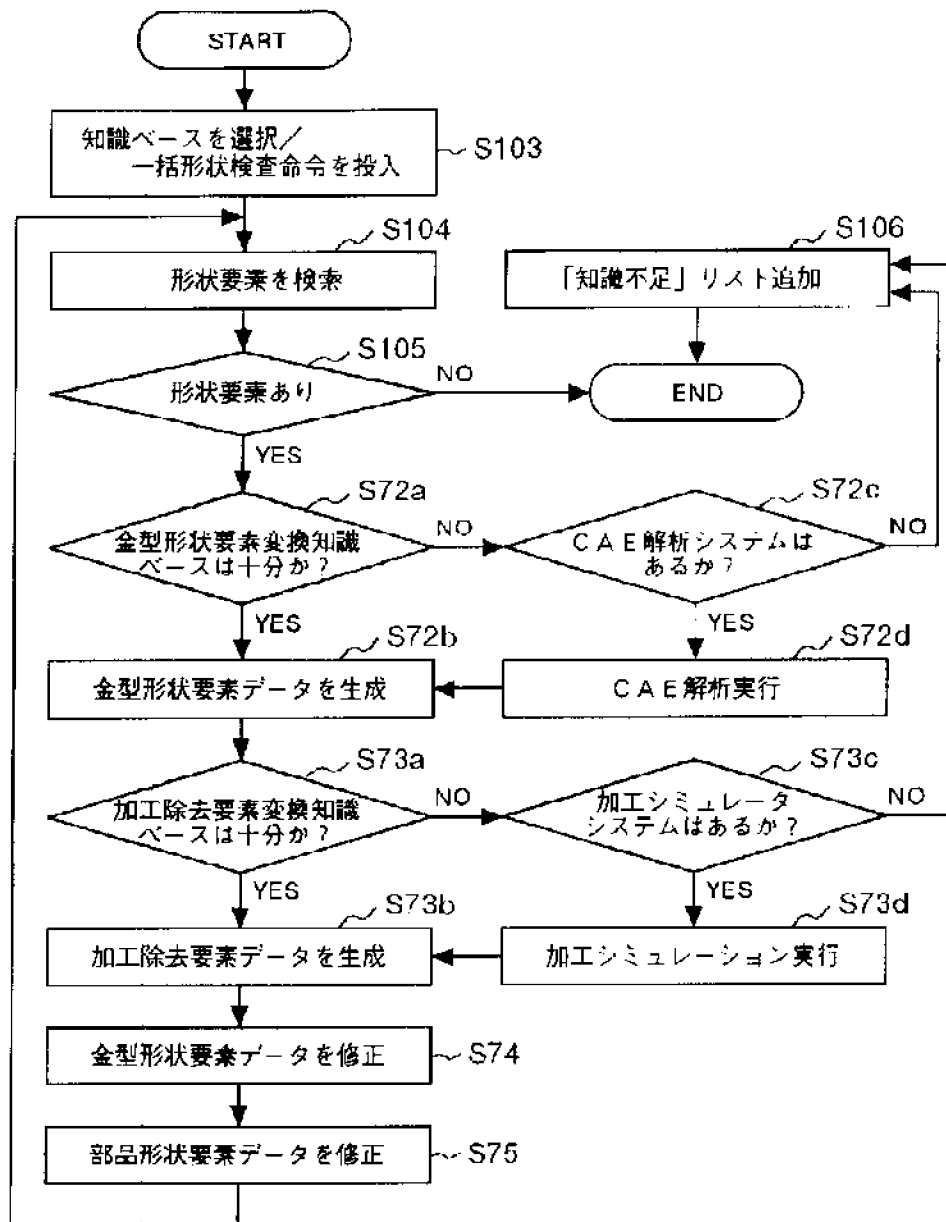 START
知識ベースを選択／
一括形状検査命令を投入
S103
S104
形状要素を検索
S106
「知識不足」リスト追加
S105
形状要素あり
NO
END
YES
S72a
金型形状要素変換知識
ベースは十分か？
NO
S72c
ＣＡＥ解析システムは
あるか？
NO
YES
YES
S72b
金型形状要素データを生成
S72d
ＣＡＥ解析実行
S73a
加工除去要素変換知識
ベースは十分か？
NO
S73c
加工シミュレータ
システムはあるか？
NO
YES
YES
S73b
加工除去要素データを生成
S73d
加工シミュレーション実行
金型形状要素データを修正
S74
部品形状要素データを修正
S75